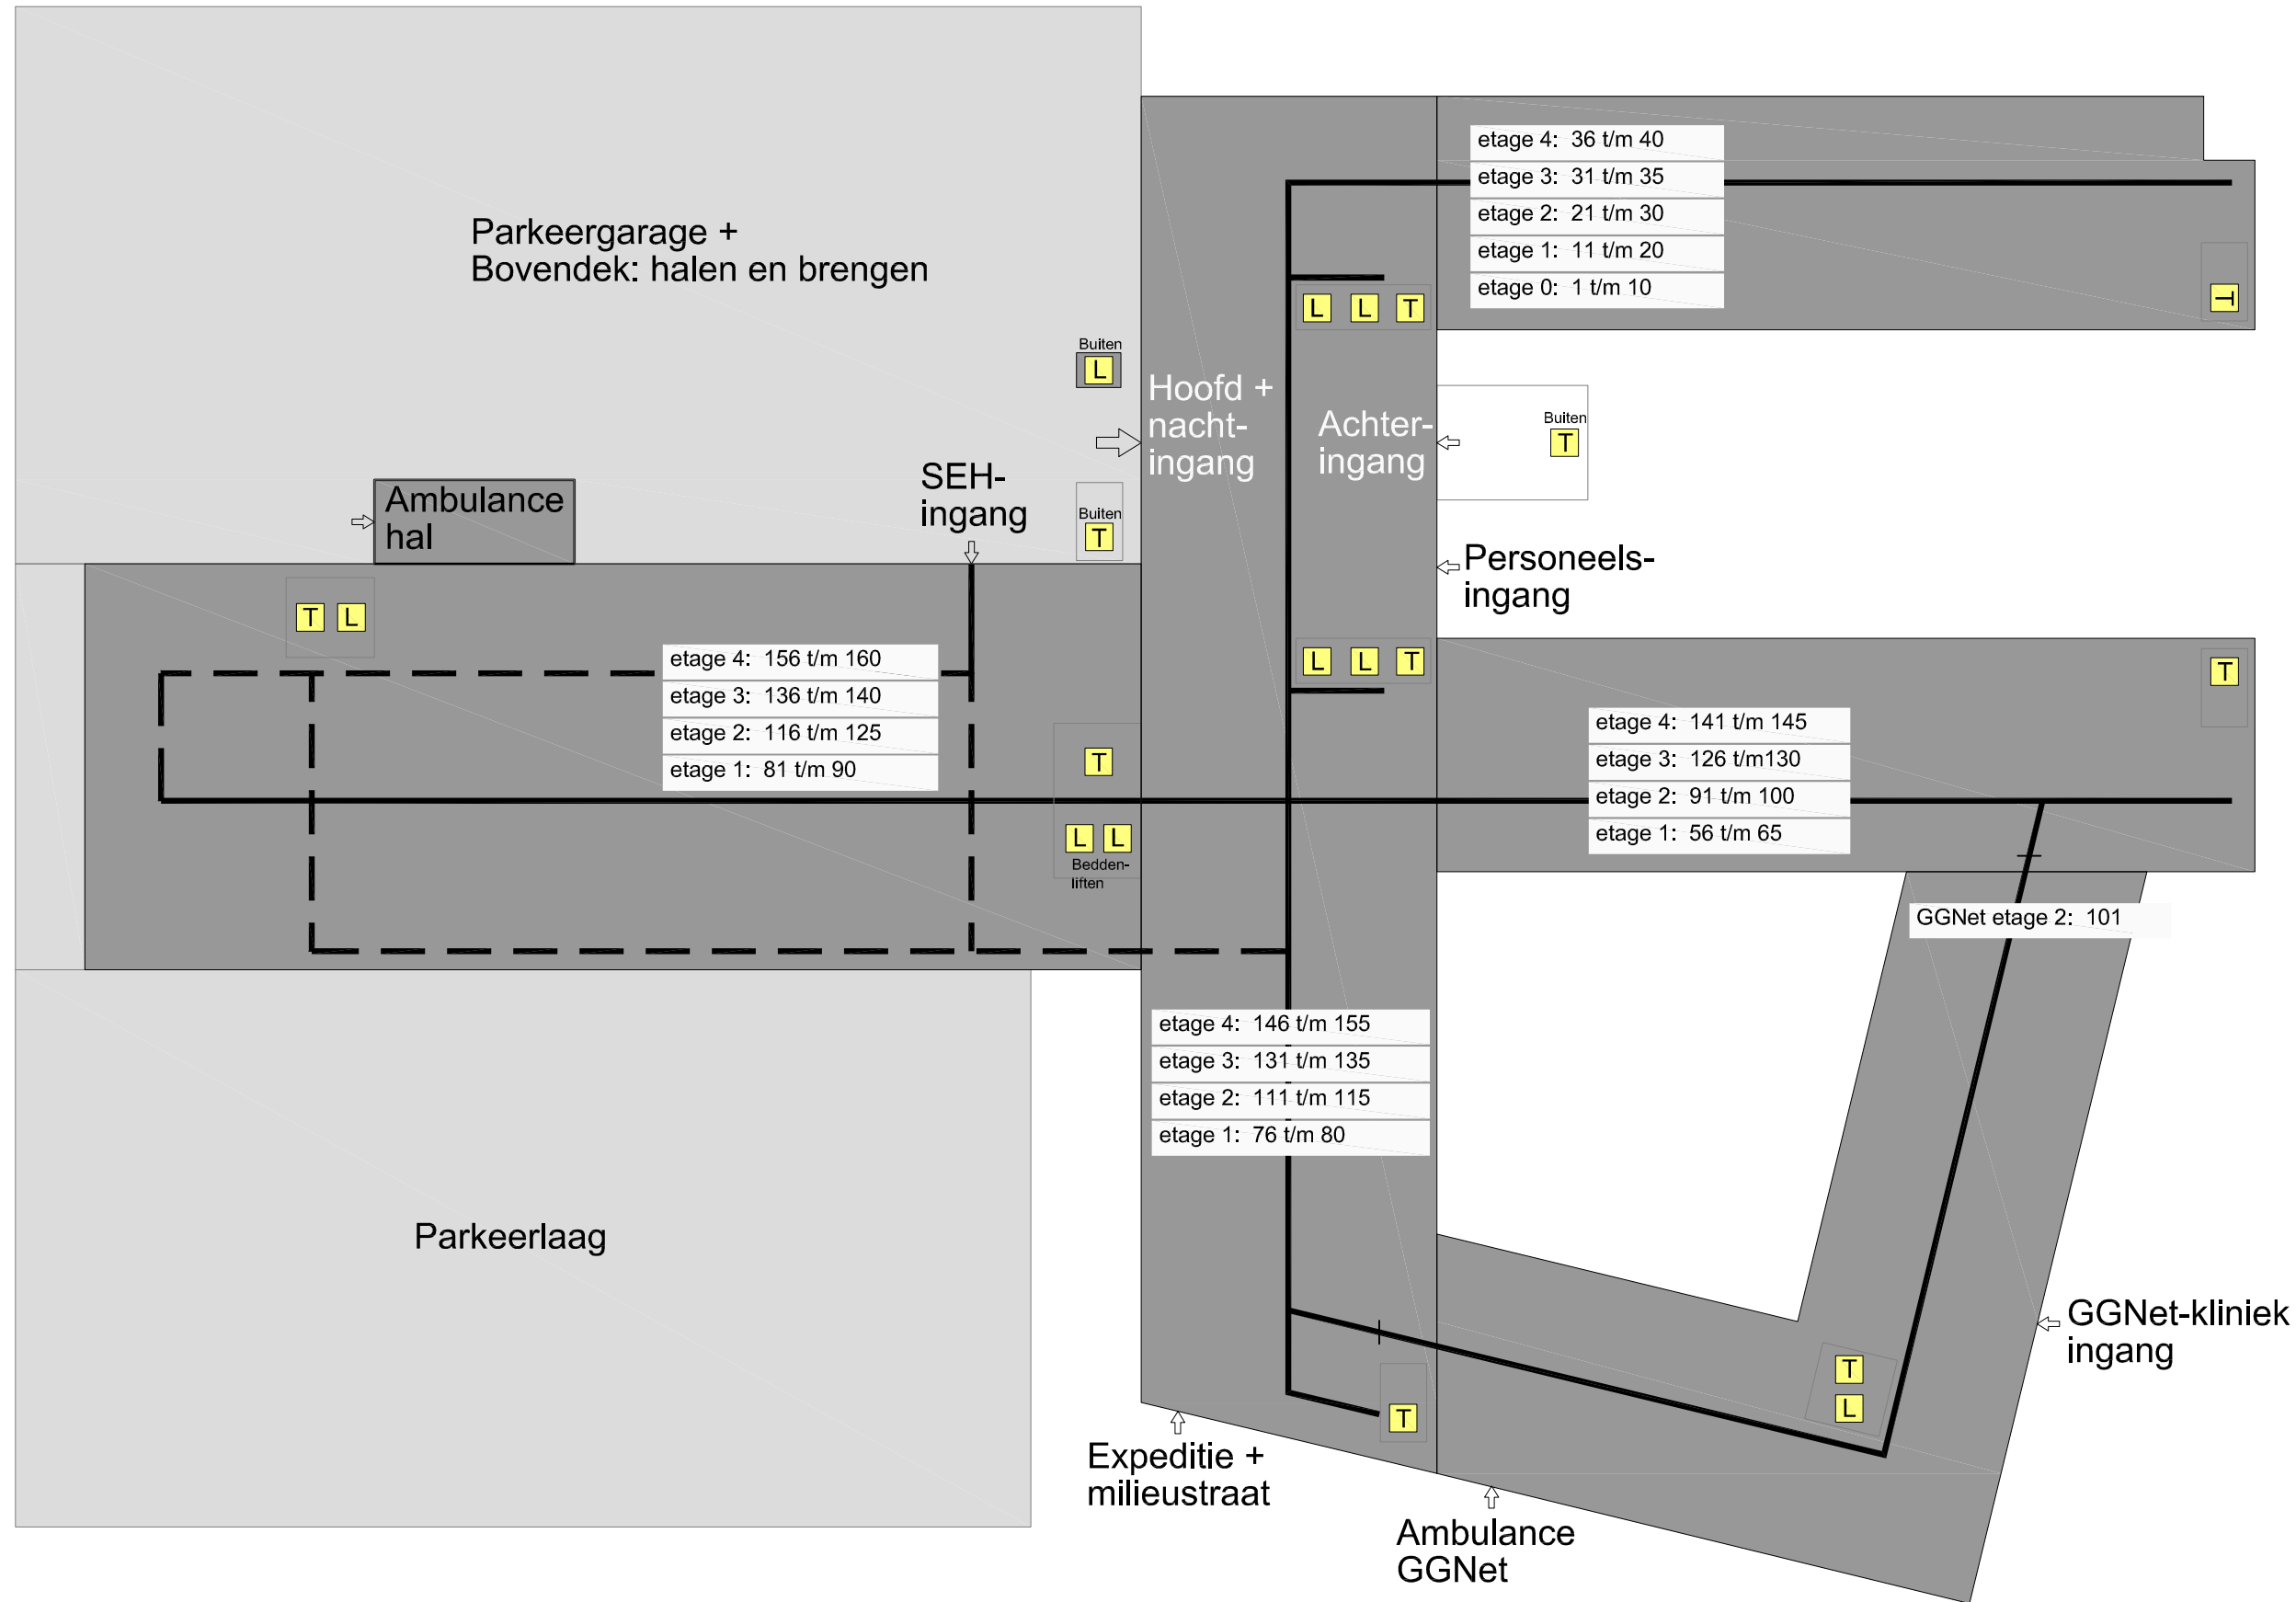 etage 4: 36 t/m 40
etage 3: 31 t/m 35
etage 2: 21 t/m 30
etage 1: 11 t/m 20
etage 0: 1 t/m 10
Parkeergarage +
Bovendek: halen en brengen
L L T
T
Buiten
L
Hoofd +
nacht-
ingang
Achter-
ingang
Buiten
T
SEH-
ingang
Ambulance
hal
Buiten
T
Personeels-
ingang
T L
etage 4: 156 t/m 160
etage 3: 136 t/m 140
etage 2: 116 t/m 125
etage 1: 81 t/m 90
L L T
T
T
L L
Bedden-
liften
etage 4: 141 t/m 145
etage 3: 126 t/m130
etage 2: 91 t/m 100
etage 1: 56 t/m 65
GGNet etage 2: 101
etage 4: 146 t/m 155
etage 3: 131 t/m 135
etage 2: 111 t/m 115
etage 1: 76 t/m 80
Parkeerlaag
GGNet-kliniek
ingang
T
L
T
Expeditie +
milieustraat
Ambulance
GGNet